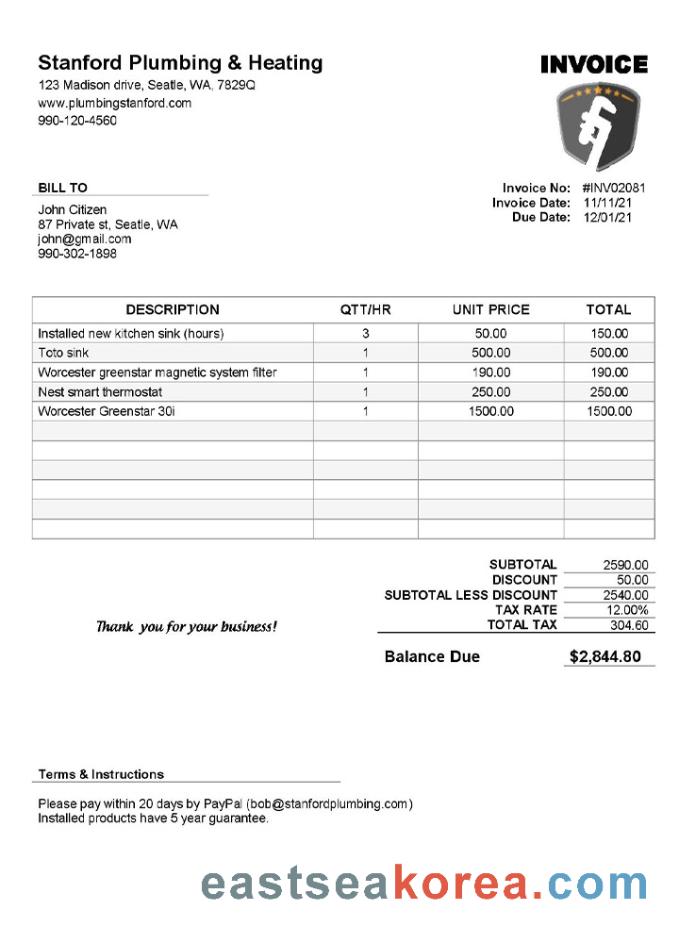 Stanford Plumbing & Heating
123 Madison drive, Seatle, WA, 7829Q
www.plumbingstanford.com
990-120-4560
INVOICE
BILL TO
John Citizen
87 Private st, Seatle, WA
john@gmail.com
990-302-1898
Invoice No: #INV02081
Invoice Date: 11/11/21
Due Date: 12/01/21
DESCRIPTION QTT/HR UNIT PRICE TOTAL
Installed new kitchen sink (hours) 3 50.00 150.00
Toto sink 1 500.00 500.00
Worcester greenstar magnetic system filter 1 190.00 190.00
Nest smart thermostat 1 250.00 250.00
Worcester Greenstar 30i 1 1500.00 1500.00
SUBTOTAL 2590.00
DISCOUNT 50.00
SUBTOTAL LESS DISCOUNT 2540.00
TAX RATE 12.00%
TOTAL TAX 304.60
Thank you for your business!
Balance Due $2,844.80
Terms & Instructions
Please pay within 20 days by PayPal (bob@stanfordplumbing.com)
Installed products have 5 year guarantee.
eastseakorea.com